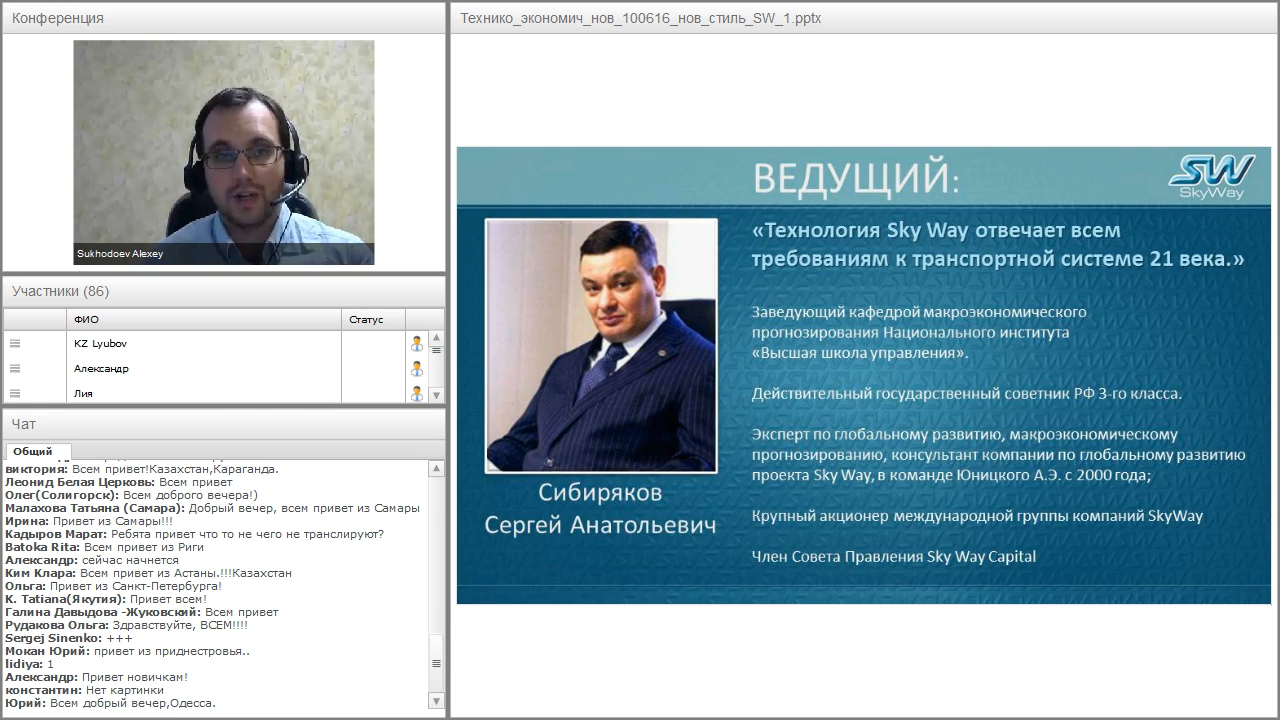 Конференция
Sukhodoev Alexey
Участники (86)
ФИО Статус
KZ Lyubov
Александр
Лия
Чат
Общий
виктория: Всем привет!Казахстан,Караганда.
Леонид Белая Церковь: Всем привет
Олег(Солигорск): Всем доброго вечера!)
Малахова Татьяна (Самара): Добрый вечер, всем привет из Самары
Ирина: Привет из Самары!!!
Кадыров Марат: Ребята привет что то не чего не транслируют?
Batoka Rita: Всем привет из Риги
Александр: сейчас начнется
Ким Клара: Всем привет из Астаны.!!!Казахстан
Ольга: Привет из Санкт-Петербурга!
K. Tatiana(Якутия): Привет всем!
Галина Давыдова -Жуковский: Всем привет
Рудакова Ольга: Здравствуйте, ВСЕМ!!!!
Sergej Sinenko: +++
Мокан Юрий: привет из приднестровья..
lidiya: 1
Александр: Привет новичкам!
константин: Нет картинки
Юрий: Всем добрый вечер,Одесса.
Технико_экономич_нов_100616_нов_стиль_SW_1.pptx
ВЕДУЩИЙ:
SW
SkyWay
«Технология Sky Way отвечает всем
требованиям к транспортной системе 21 века.»
Заведующий кафедрой макроэкономического
прогнозирования Национального института
«Высшая школа управления».
Действительный государственный советник РФ 3-го класса.
Эксперт по глобальному развитию, макроэкономическому
прогнозированию, консультант компании по глобальному развитию
проекта Sky Way, в команде Юницкого А.Э. с 2000 года;
Крупный акционер международной группы компаний SkyWay
Член Совета Правления Sky Way Capital
Сибиряков
Сергей Анатольевич